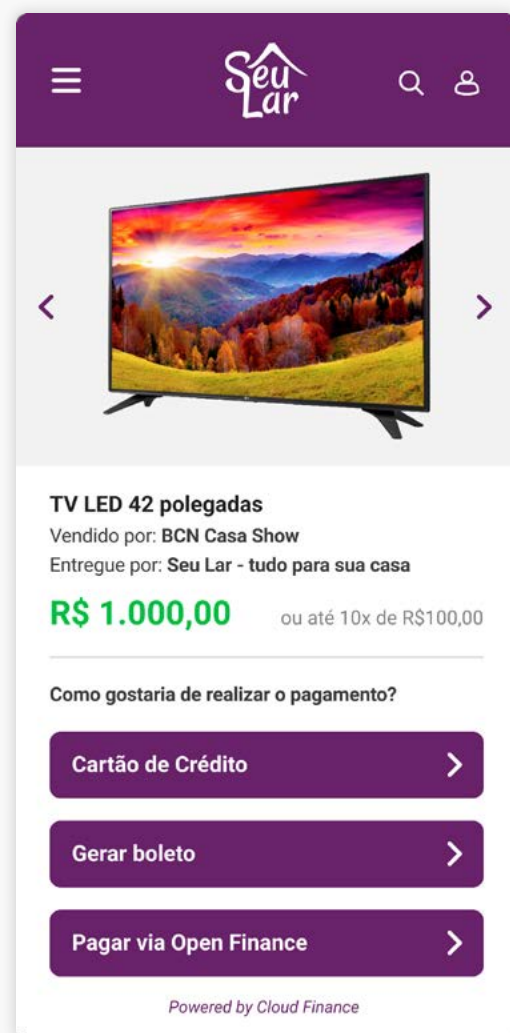 Seu
Lar
TV LED 42 polegadas
Vendido por: BCN Casa Show
Entregue por: Seu Lar - tudo para sua casa
R$ 1.000,00 ou até 10x de R$100,00
Como gostaria de realizar o pagamento?
Cartão de Crédito
Gerar boleto
Pagar via Open Finance
Powered by Cloud Finance